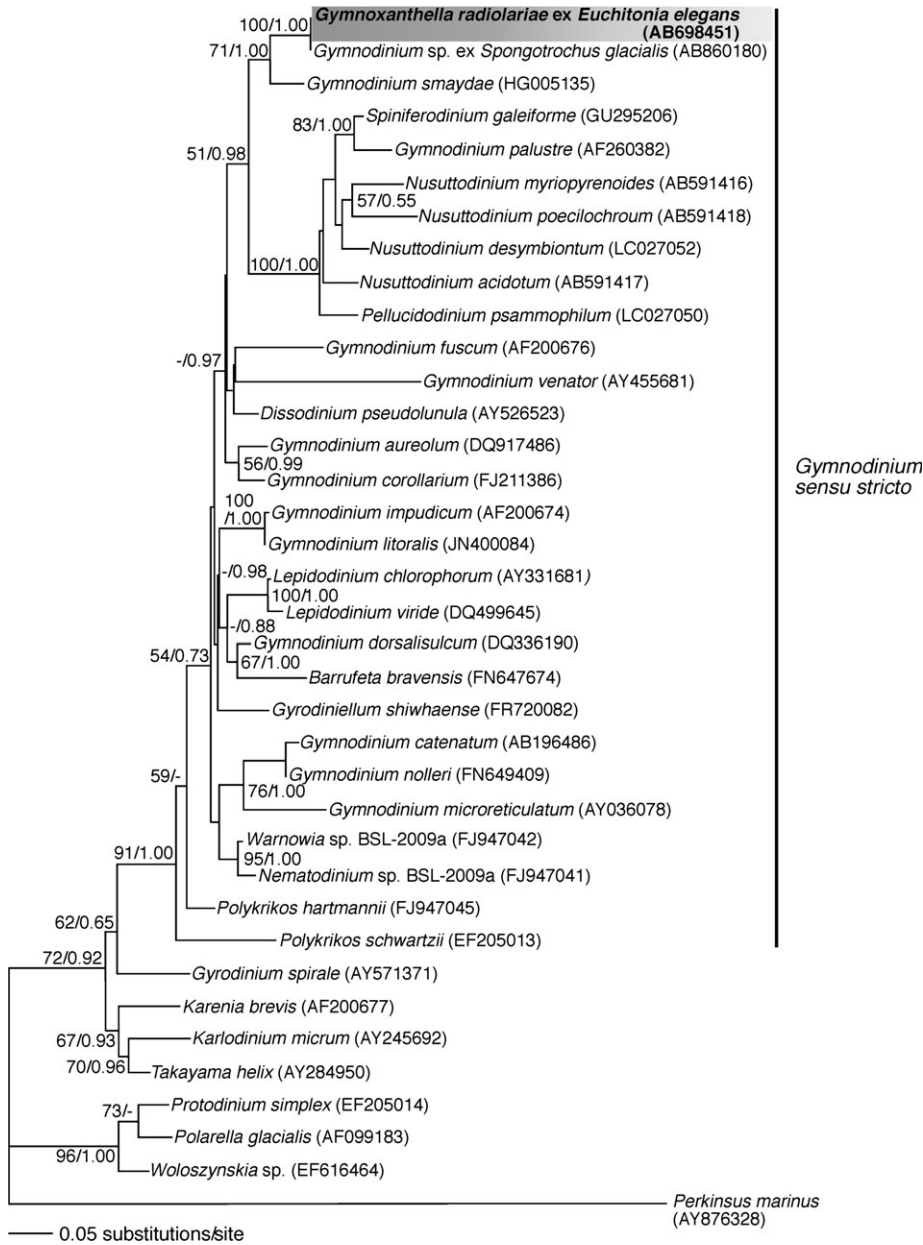 100/1.00
Gymnoxanthella radiolariae ex Euchitonia elegans
(AB698451)
71/1.00
Gymnodinium sp. ex Spongotrochus glacialis (AB860180)
Gymnodinium smaydae (HG005135)
Spiniferodinium galeiforme (GU295206)
83/1.00
Gymnodinium palustre (AF260382)
51/0.98
Nusuttodinium myriopyrenoides (AB591416)
57/0.55
Nusuttodinium poecilochroum (AB591418)
Nusuttodinium desymbiontum (LC027052)
100/1.00
Nusuttodinium acidotum (AB591417)
Pellucidodinium psammophilum (LC027050)
Gymnodinium fuscum (AF200676)
-/0.97
Gymnodinium venator (AY455681)
Dissodinium pseudolunula (AY526523)
Gymnodinium aureolum (DQ917486)
56/0.99
Gymnodinium corollarium (FJ211386)
Gymnodinium
sensu stricto
100
/1.00
Gymnodinium impudicum (AF200674)
Gymnodinium litoralis (JN400084)
-/0.98
Lepidodinium chlorophorum (AY331681)
100/1.00
Lepidodinium viride (DQ499645)
-/0.88
Gymnodinium dorsalisulcum (DQ336190)
54/0.73
67/1.00
Barrufeta bravensis (FN647674)
Gyrodiniellum shiwhaense (FR720082)
Gymnodinium catenatum (AB196486)
59/-
Gymnodinium nolleri (FN649409)
76/1.00
Gymnodinium microreticulatum (AY036078)
Warnowia sp. BSL-2009a (FJ947042)
91/1.00
95/1.00
Nematodinium sp. BSL-2009a (FJ947041)
Polykrikos hartmannii (FJ947045)
62/0.65
Polykrikos schwartzii (EF205013)
72/0.92
Gyrodinium spirale (AY571371)
Karenia brevis (AF200677)
67/0.93
Karlodinium micrum (AY245692)
70/0.96
Takayama helix (AY284950)
73/-
Protodinium simplex (EF205014)
Polarella glacialis (AF099183)
96/1.00
Woloszynskia sp. (EF616464)
Perkinsus marinus
(AY876328)
0.05 substitutions/site